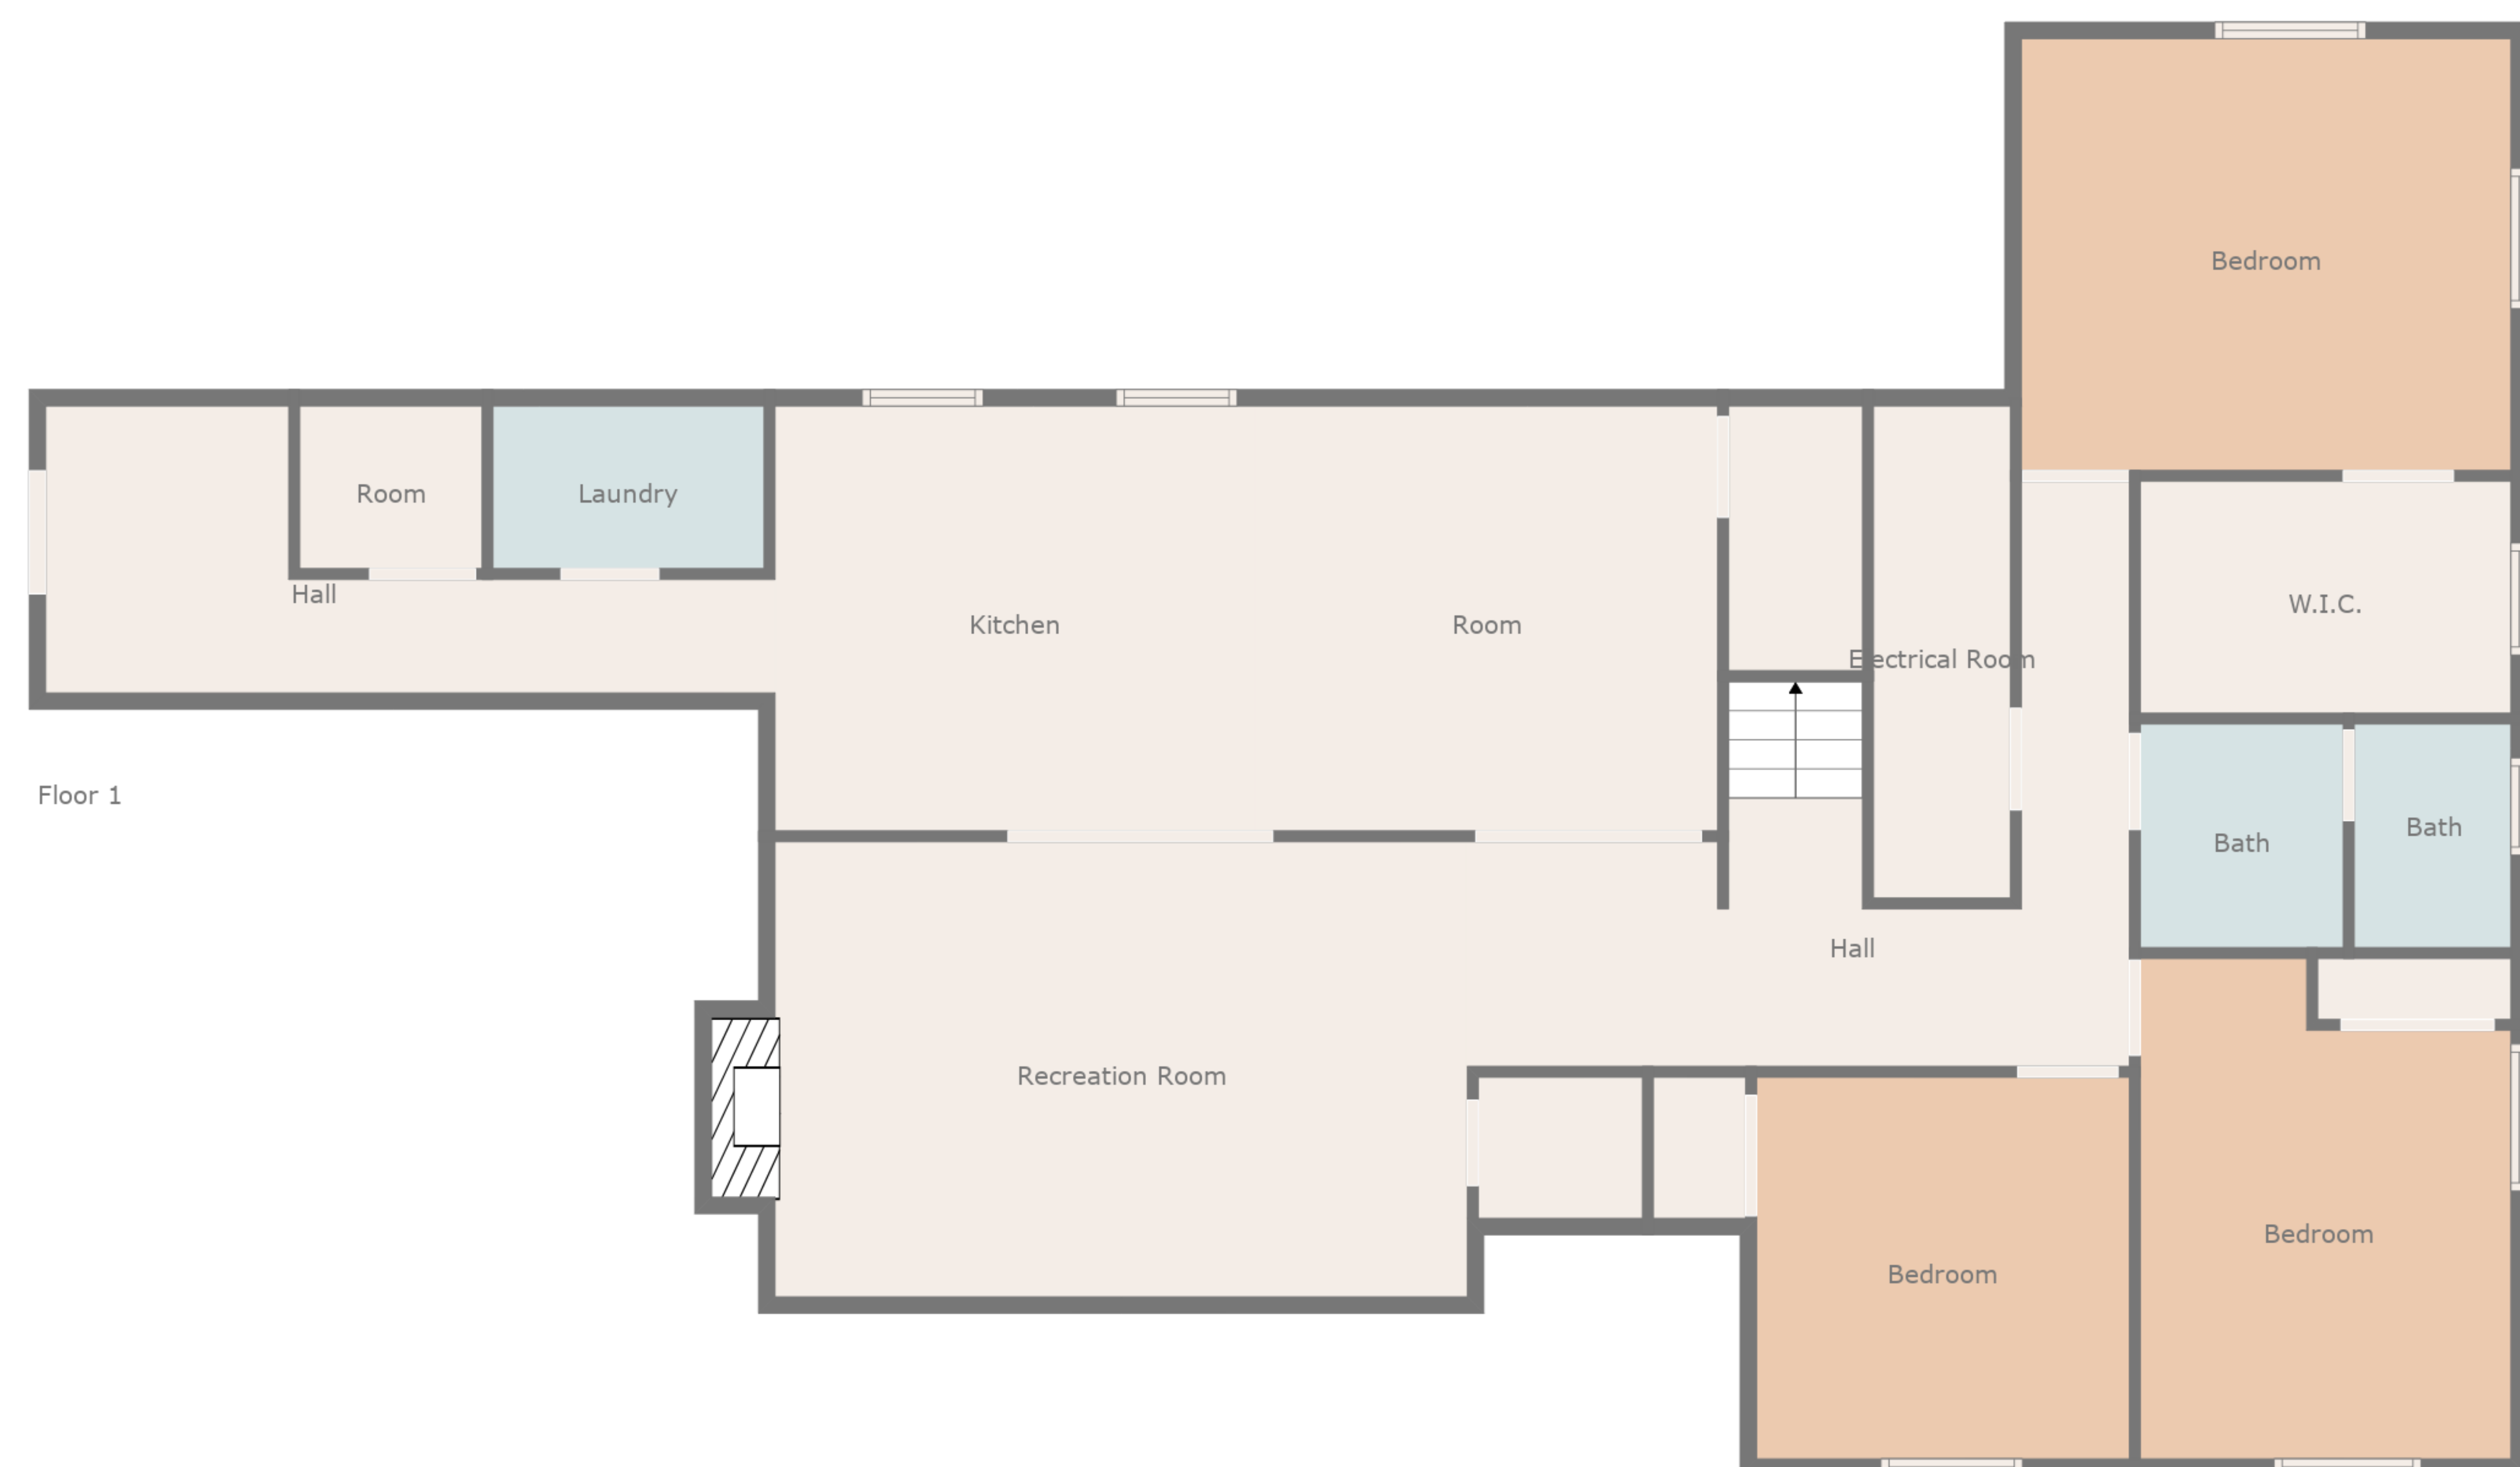 Bedroom
Room
Laundry
Hall
Kitchen
Room
W.I.C.
Electrical Room
Floor 1
Bath
Bath
Hall
Recreation Room
Bedroom
Bedroom